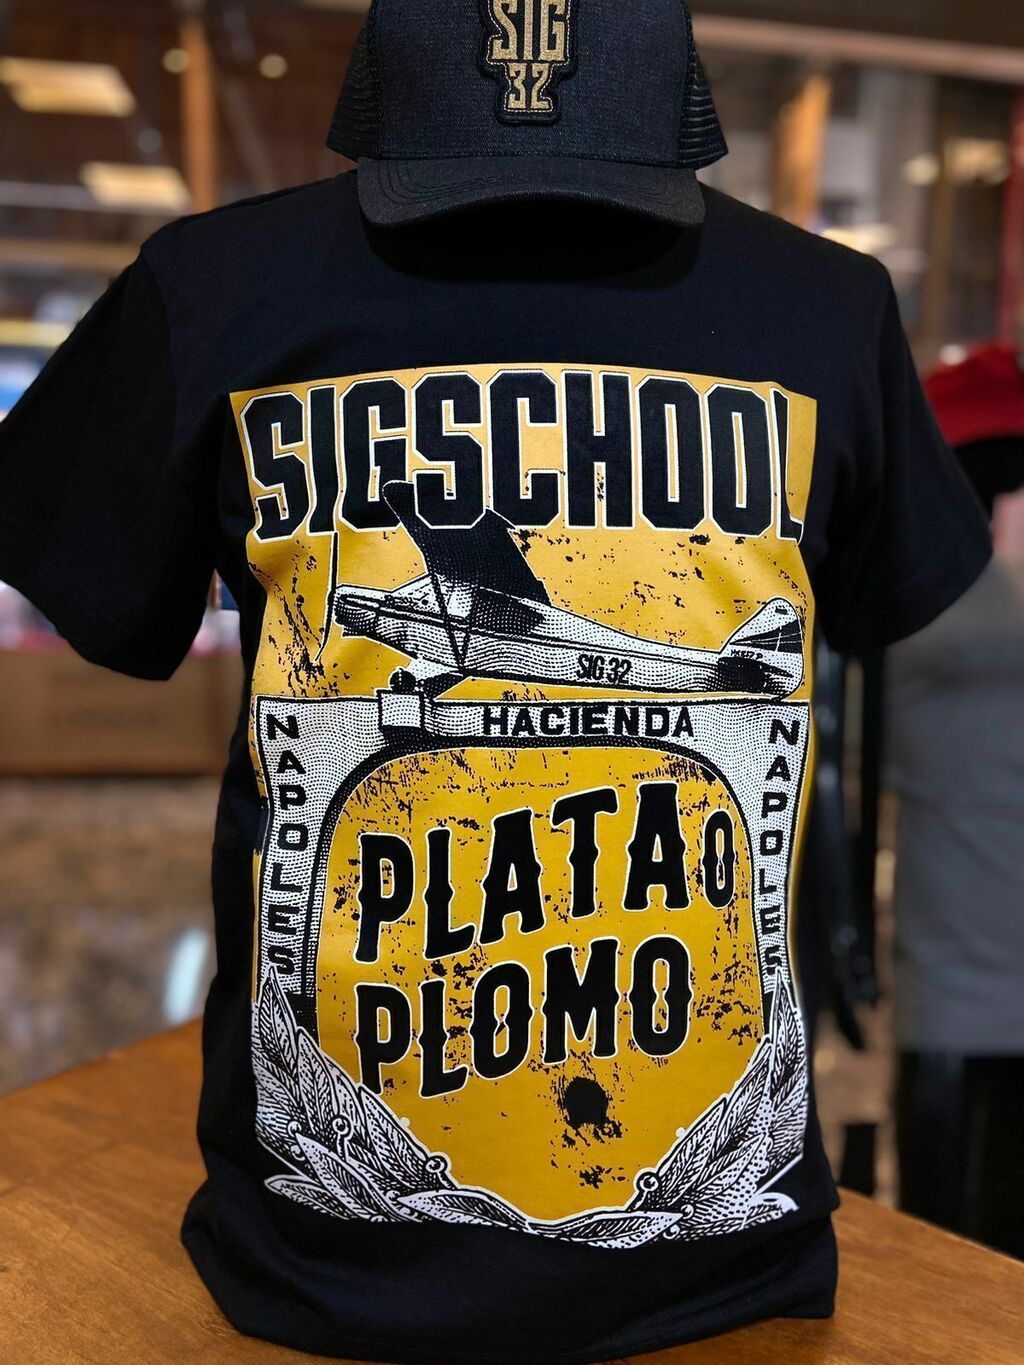 SIG
32
SIGSCHOOL
SIG 32
HACIENDA
NAPOLES
NAPOLES
PLATA O
PLOMO